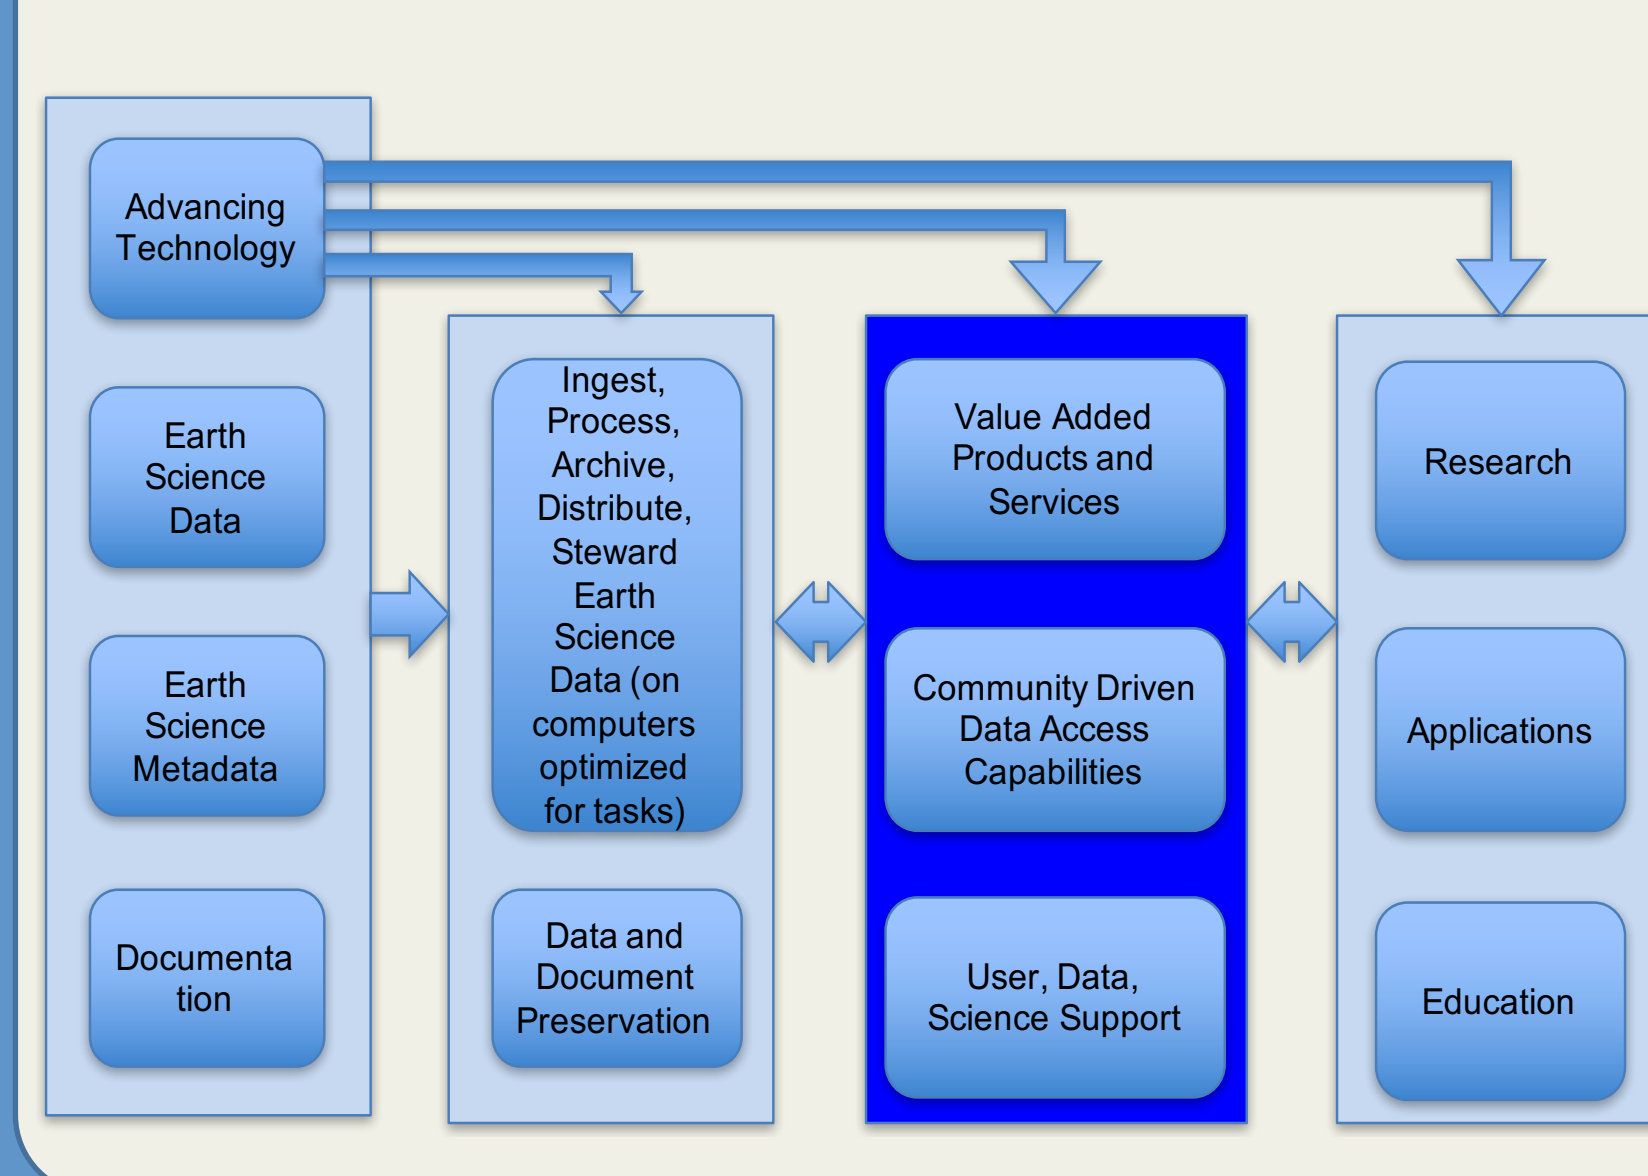 Advancing
Technology
Earth
Science
Data
Earth
Science
Metadata
Documenta
tion
Ingest,
Process,
Archive,
Distribute,
Steward
Earth
Science
Data (on
computers
optimized
for tasks)
Data and
Document
Preservation
Value Added
Products and
Services
Community Driven
Data Access
Capabilities
User, Data,
Science Support
Research
Applications
Education